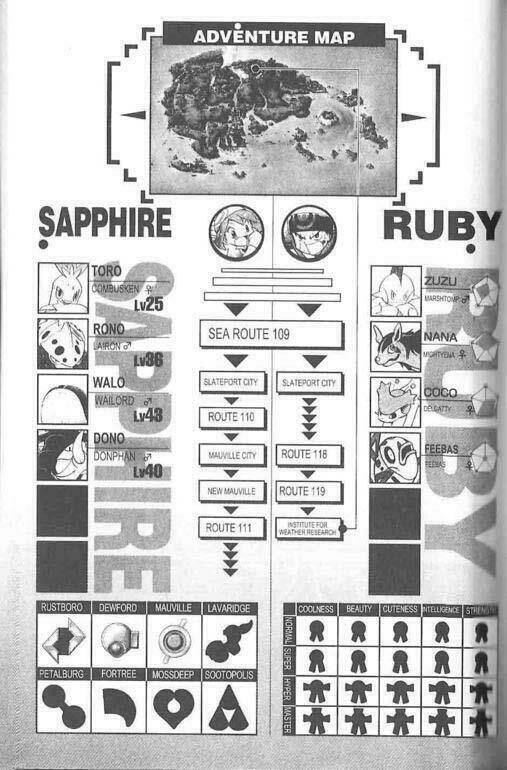 ADVENTURE MAP
SAPPHIRE
RUBY
SAPPHIRE
TORO
COMBUSKEN ♀
Lv25
RONO
LAIRON ♂
Lv36
WALO
WAILORD ♂
Lv43
DONO
DONPHAN ♂
Lv40
SEA ROUTE 109
SLATEPORT CITY
ROUTE 110
MAUVILLE CITY
NEW MAUVILLE
ROUTE 111
SLATEPORT CITY
ROUTE 118
ROUTE 119
INSTITUTE FOR
WEATHER RESEARCH
RUBY
ZUZU
MARSHTOMP ♂
NANA
MIGHTYENA ♀
COCO
DELCATTY ♀
FEEBAS
FEEBAS ♀
RUSTBORO DEWFORD MAUVILLE LAVARIDGE
PETALBURG FORTREE MOSSDEEP SOOTOPOLIS
COOLNESS BEAUTY CUTENESS INTELLIGENCE STRENGTH
NORMAL
SUPER
HYPER
MASTER